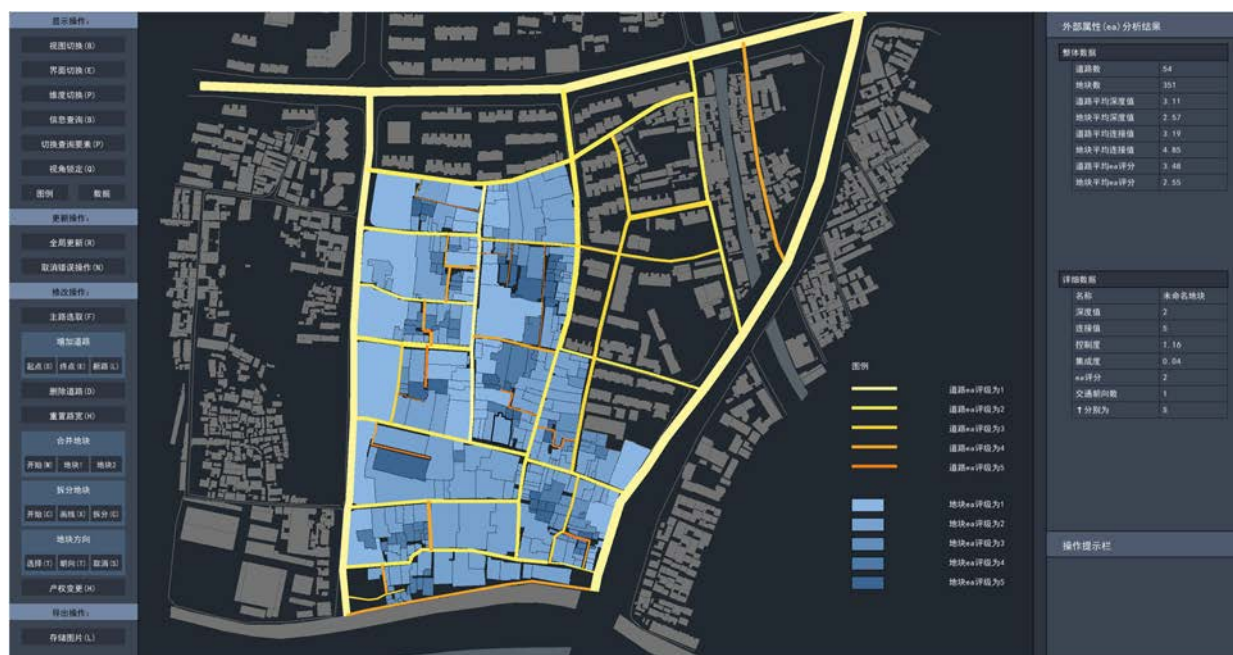 显示操作:
视图切换(B)
界面切换(E)
维度切换(P)
信息查询(B)
切换查询要素(P)
视角锁定(Q)
图例 数据
更新操作:
全局更新(R)
取消错误操作(N)
修改操作:
主路选取(F)
增加道路
起点(S) 终点(E) 断路(L)
删除道路(D)
重置路宽(H)
合并地块
开始(M) 地块1 地块2
拆分地块
开始(C) 画线(X) 拆分(G)
地块方向
选择(T) 朝向(T) 取消(S)
产权变更(H)
导出操作:
存储图片(L)
图例
道路ea评级为1
道路ea评级为2
道路ea评级为3
道路ea评级为4
道路ea评级为5
地块ea评级为1
地块ea评级为2
地块ea评级为3
地块ea评级为4
地块ea评级为5
外部属性(ea)分析结果
整体数据
道路数 54
地块数 351
道路平均深度值 3.11
地块平均深度值 2.57
道路平均连接值 3.19
地块平均连接值 4.85
道路平均ea评分 3.48
地块平均ea评分 2.55
详细数据
名称 未命名地块
深度值 2
连接值 5
控制度 1.16
集成度 0.04
ea评分 2
交通朝向数 1
↑分别为 S
操作提示栏